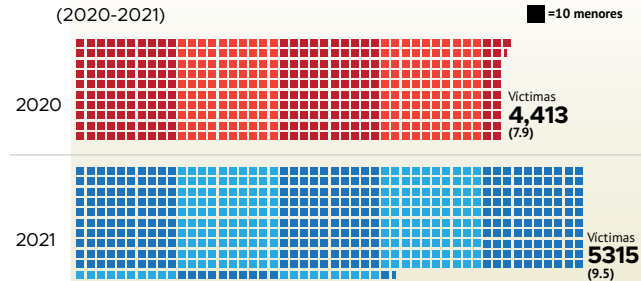 (2020-2021)
=10 menores
2020
Víctimas
4,413
(7.9)
2021
Víctimas
5315
(9.5)